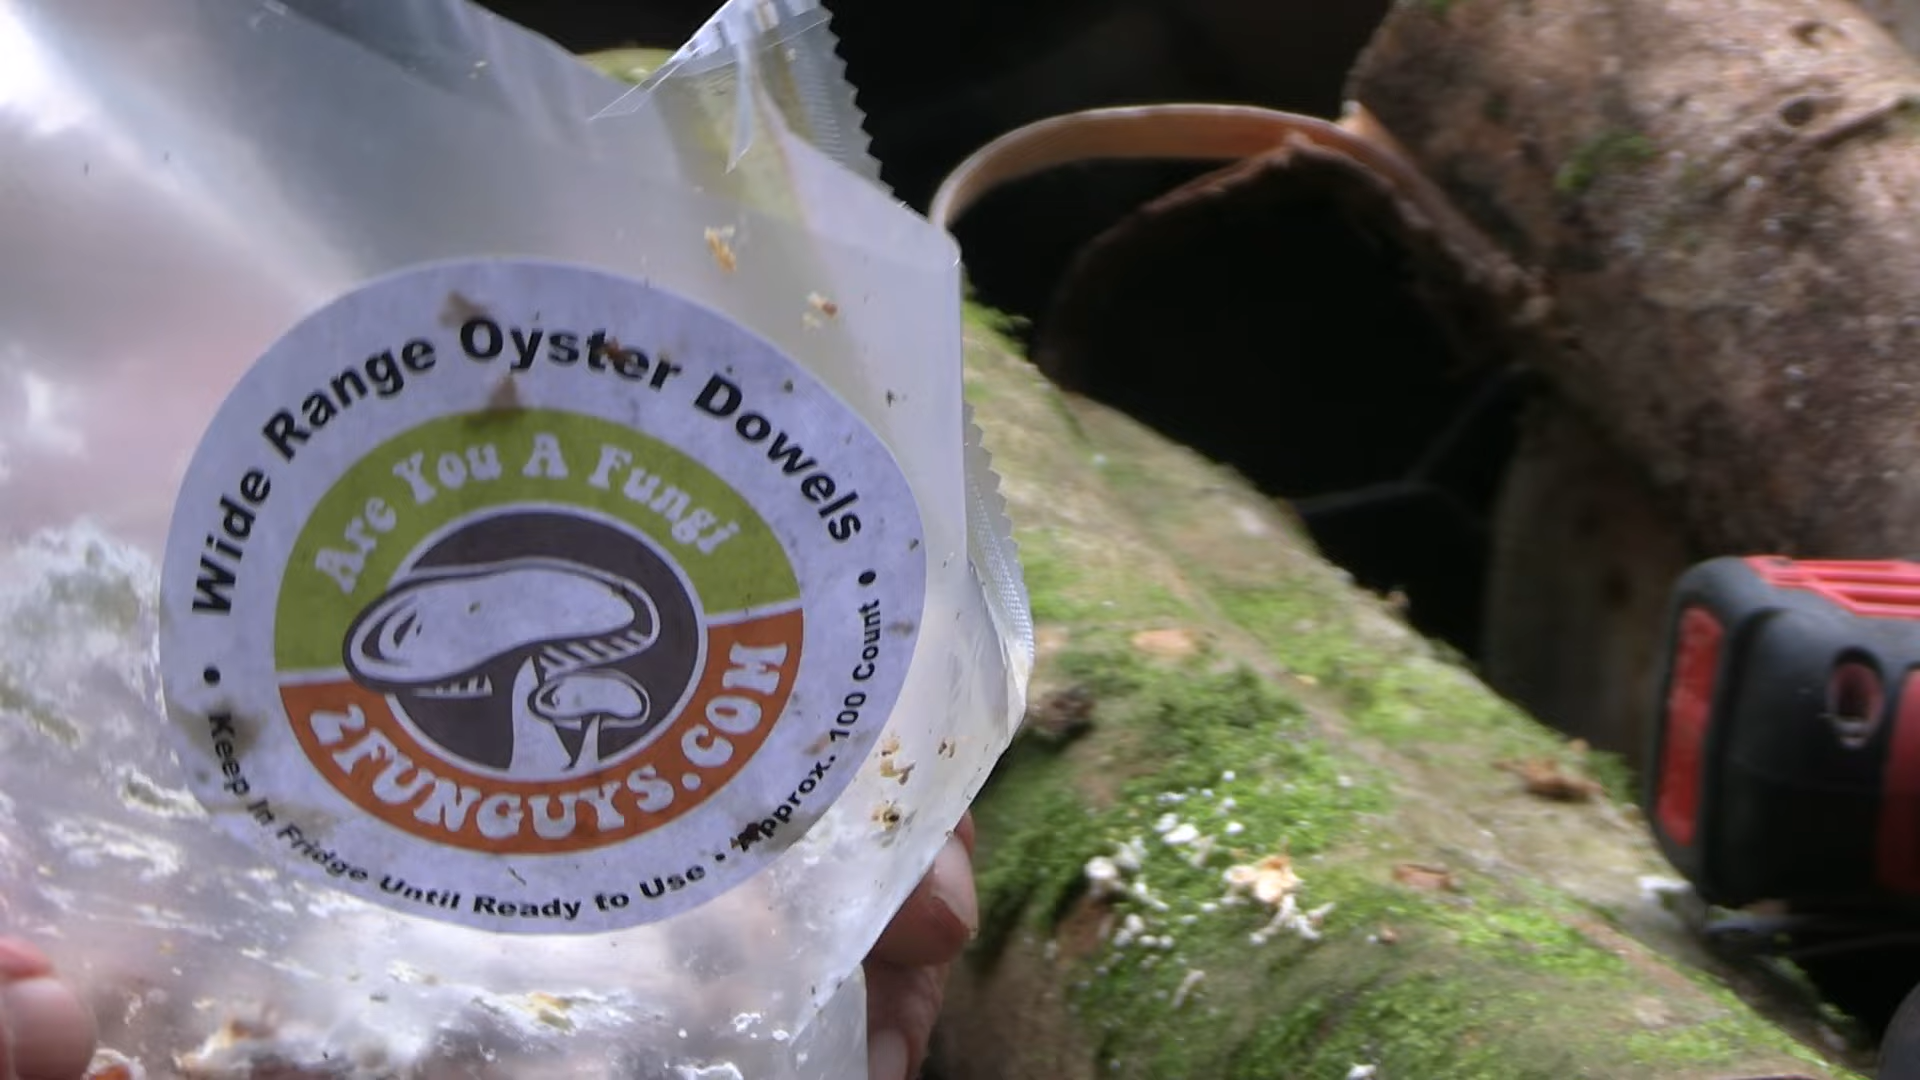 Wide Range Oyster Dowels
Are You A Fungi
2FUNGUYS.COM
• Keep in Fridge Until Ready to Use • Approx. 100 Count •